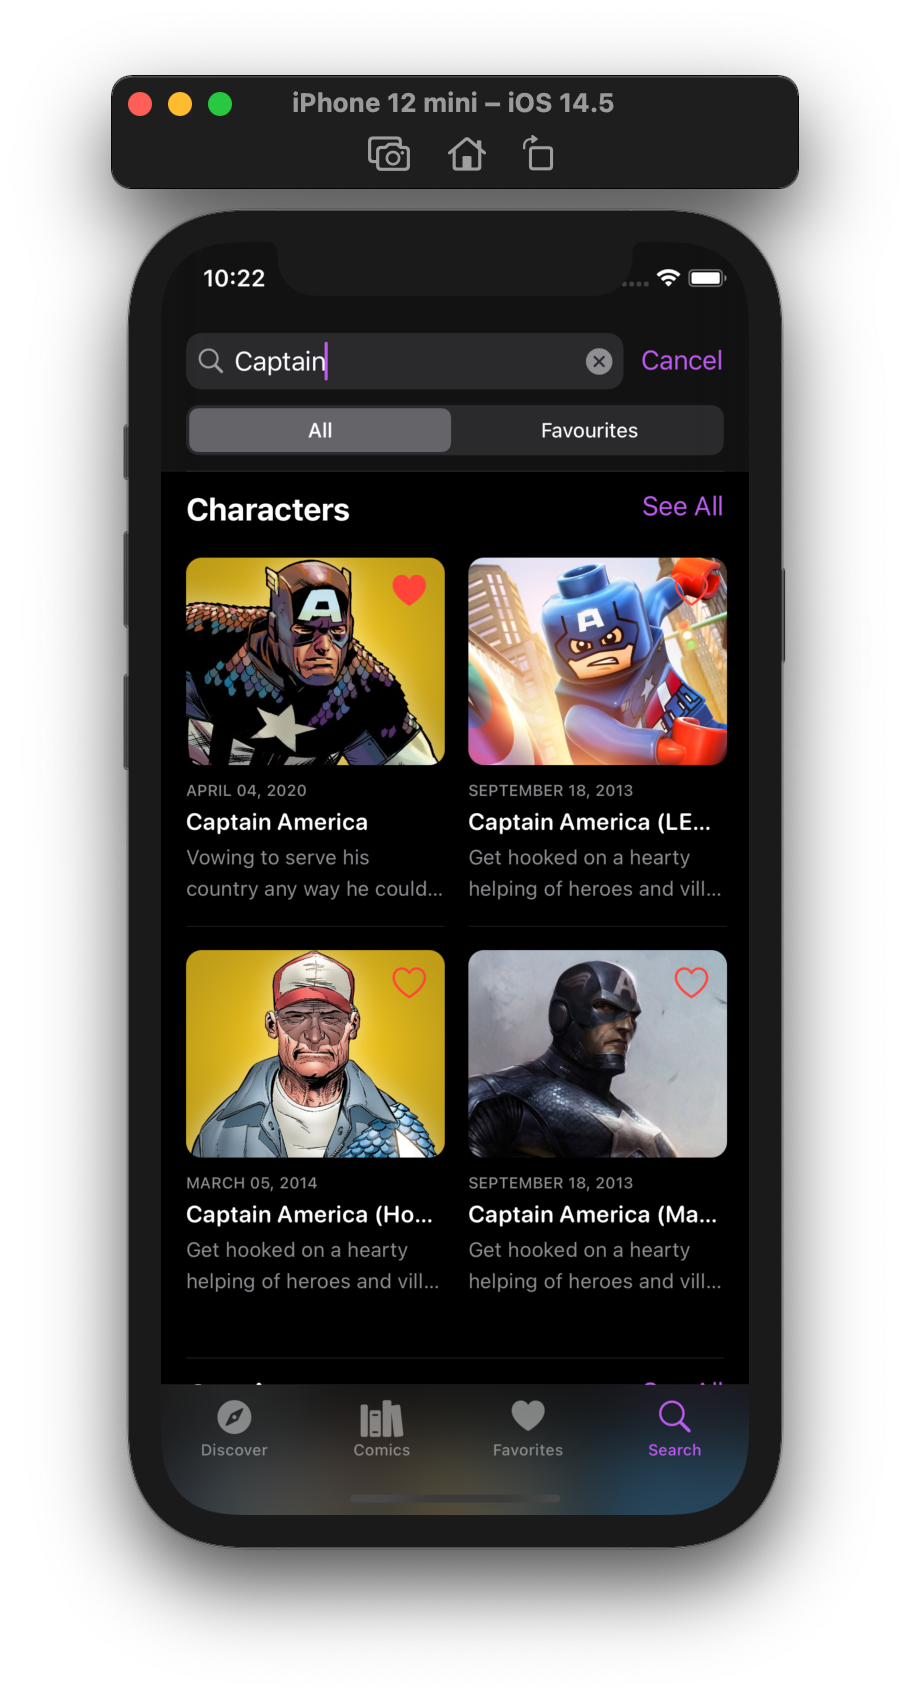 iPhone 12 mini – iOS 14.5
10:22
Captain
Cancel
All
Favourites
Characters
See All
A
A
APRIL 04, 2020
SEPTEMBER 18, 2013
Captain America
Captain America (LE...
Vowing to serve his
country any way he could...
Get hooked on a hearty
helping of heroes and vill...
A
MARCH 05, 2014
SEPTEMBER 18, 2013
Captain America (Ho...
Captain America (Ma...
Get hooked on a hearty
helping of heroes and vill...
Get hooked on a hearty
helping of heroes and vill...
See All
Discover
Comics
Favorites
Search